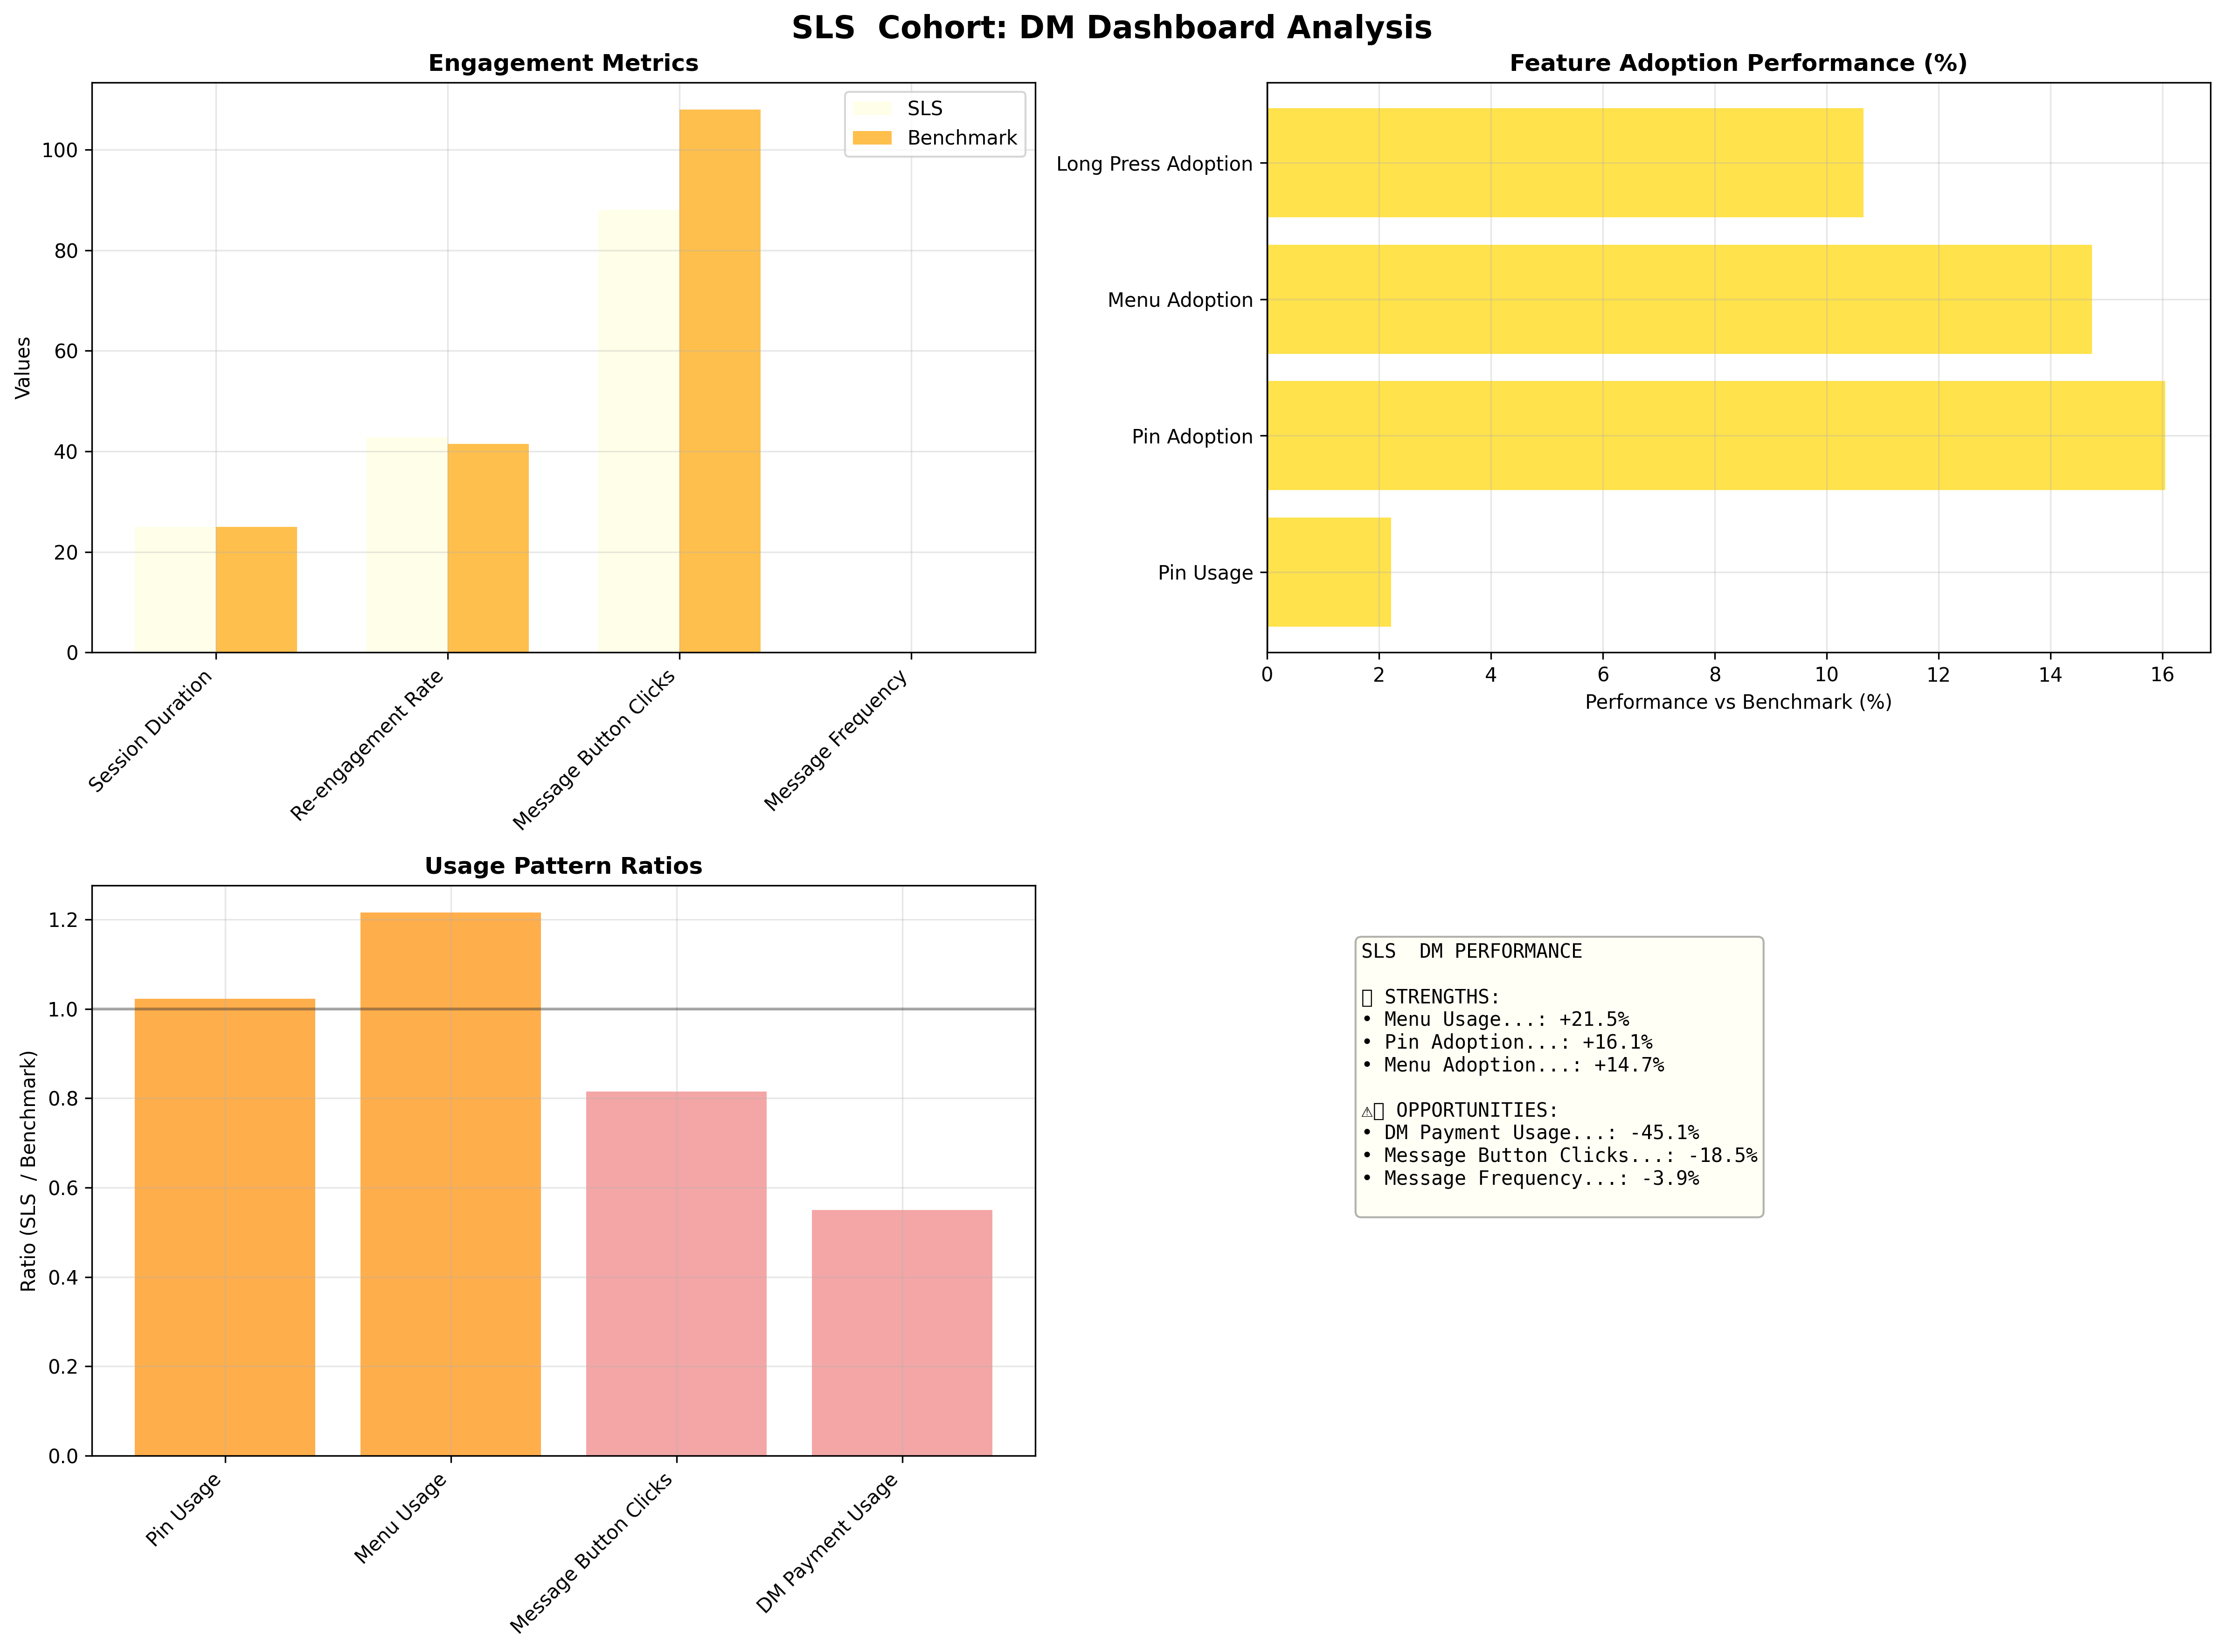 SLS  Cohort: DM Dashboard Analysis
Engagement Metrics
SLS
Benchmark
Values
100
80
60
40
20
0
Session Duration
Re-engagement Rate
Message Button Clicks
Message Frequency
Feature Adoption Performance (%)
Long Press Adoption
Menu Adoption
Pin Adoption
Pin Usage
0 2 4 6 8 10 12 14 16
Performance vs Benchmark (%)
Usage Pattern Ratios
Ratio (SLS  / Benchmark)
1.2
1.0
0.8
0.6
0.4
0.2
0.0
Pin Usage
Menu Usage
Message Button Clicks
DM Payment Usage
SLS  DM PERFORMANCE
STRENGTHS:
• Menu Usage...: +21.5%
• Pin Adoption...: +16.1%
• Menu Adoption...: +14.7%
⚠ OPPORTUNITIES:
• DM Payment Usage...: -45.1%
• Message Button Clicks...: -18.5%
• Message Frequency...: -3.9%